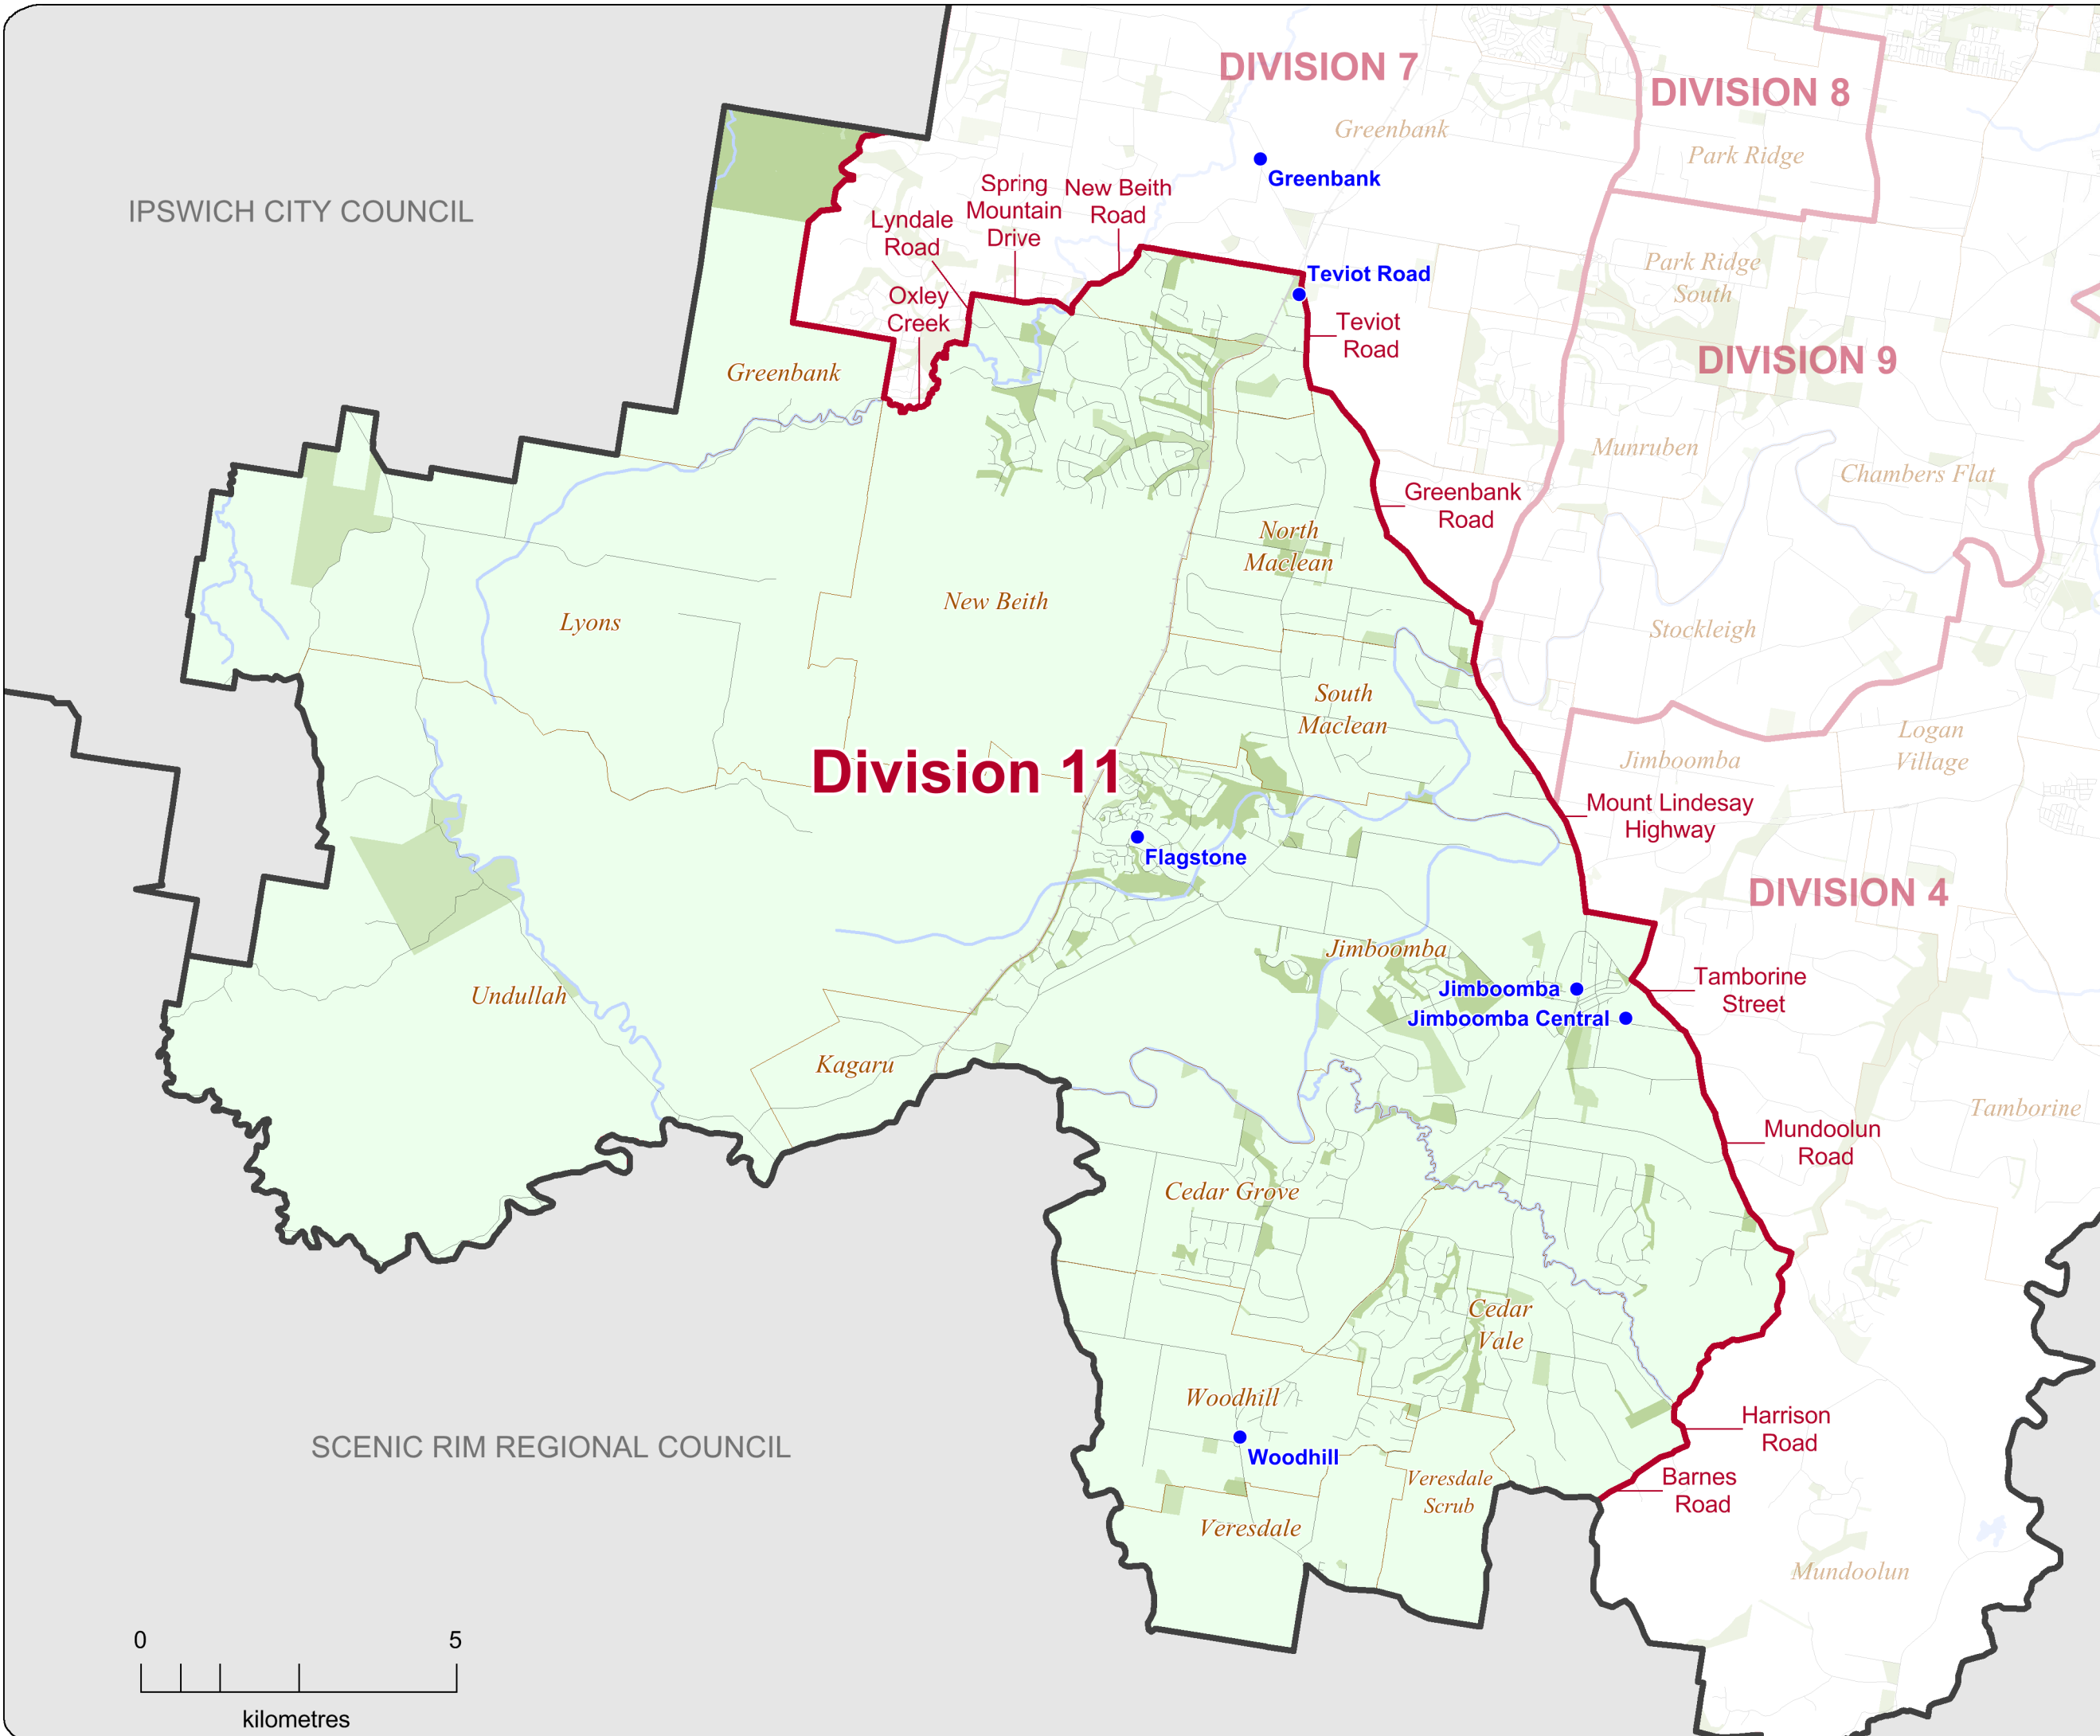 DIVISION 7
DIVISION 8
Greenbank
Park Ridge
Greenbank
IPSWICH CITY COUNCIL
Spring
Mountain
Drive
New Beith
Road
Lyndale
Road
Oxley
Creek
Park Ridge
South
Teviot Road
Teviot
Road
DIVISION 9
Greenbank
Munruben
Chambers Flat
Greenbank
Road
North
Maclean
New Beith
Lyons
Stockleigh
South
Maclean
Logan
Village
Jimboomba
Division 11
Mount Lindesay
Highway
Flagstone
DIVISION 4
Jimboomba
Tamborine
Street
Jimboomba
Jimboomba Central
Undullah
Kagaru
Tamborine
Mundoolun
Road
Cedar Grove
Cedar
Vale
Woodhill
Harrison
Road
SCENIC RIM REGIONAL COUNCIL
Woodhill
Veresdale
Scrub
Barnes
Road
Veresdale
Mundoolun
0 5
kilometres